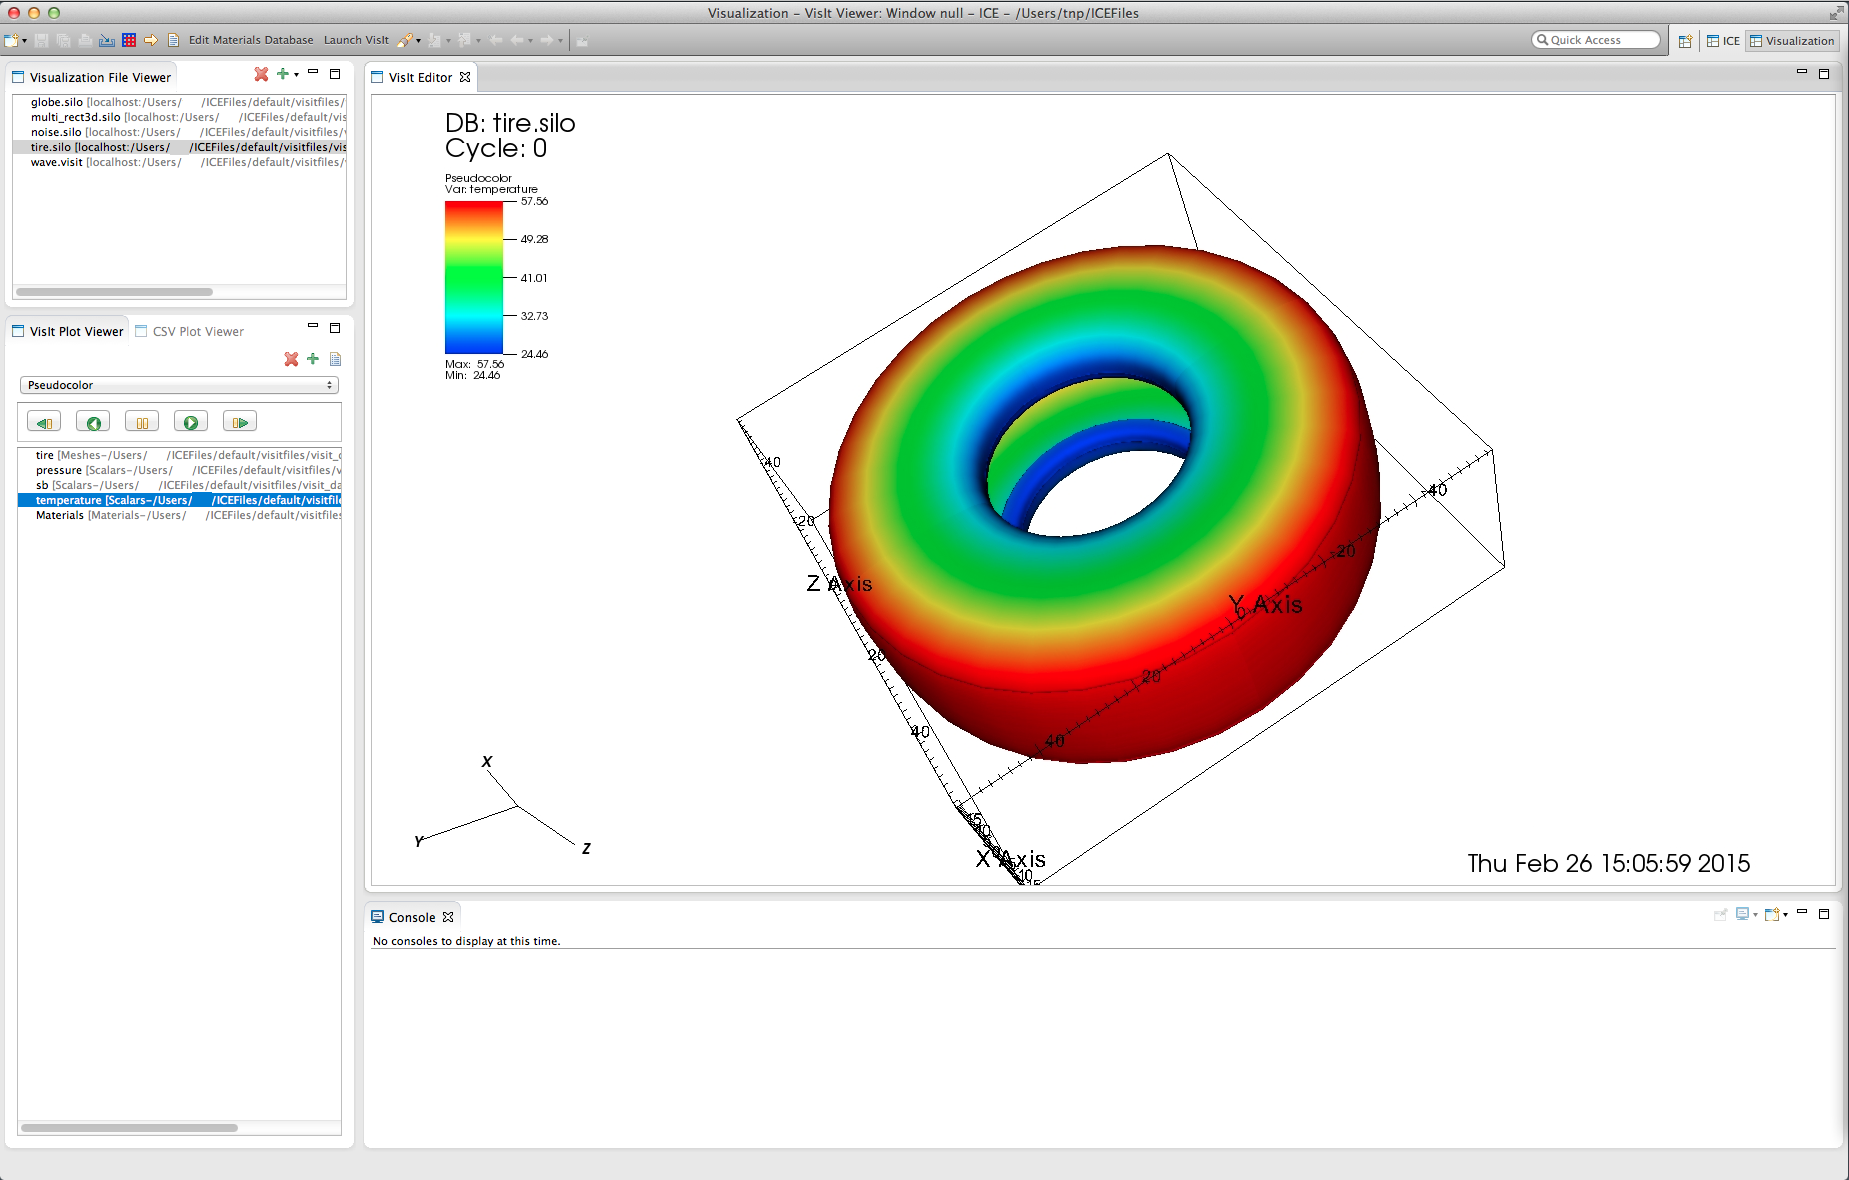 Visualization – VisIt Viewer: Window null – ICE – /Users/tnp/ICEFiles
Edit Materials Database Launch VisIt
Quick Access
ICE Visualization
Visualization File Viewer
globe.silo [localhost:/Users/ /ICEFiles/default/visitfiles/
multi_rect3d.silo [localhost:/Users/ /ICEFiles/default/vis
noise.silo [localhost:/Users/ /ICEFiles/default/visitfiles/
tire.silo [localhost:/Users/ /ICEFiles/default/visitfiles/vis
wave.visit [localhost:/Users/ /ICEFiles/default/visitfiles/
VisIt Plot Viewer CSV Plot Viewer
Pseudocolor
tire [Meshes–/Users/ /ICEFiles/default/visitfiles/visit_d
pressure [Scalars–/Users/ /ICEFiles/default/visitfiles/v
sb [Scalars–/Users/ /ICEFiles/default/visitfiles/visit_da
temperature [Scalars–/Users/ /ICEFiles/default/visitfile
Materials [Materials–/Users/ /ICEFiles/default/visitfiles
VisIt Editor
DB: tire.silo
Cycle: 0
Pseudocolor
Var: temperature
57.56
49.28
41.01
32.73
24.46
Max: 57.56
Min: 24.46
-40
-20
Z Axis
20
40
-40
-20
Y Axis
0
20
40
X Axis
10
X
Y
Z
Thu Feb 26 15:05:59 2015
Console
No consoles to display at this time.